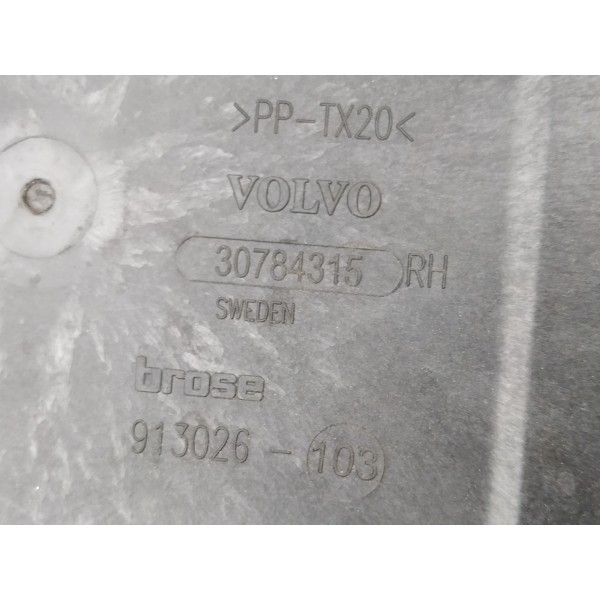 >PP-TX20<
VOLVO
30784315 RH
SWEDEN
brose
913026-103